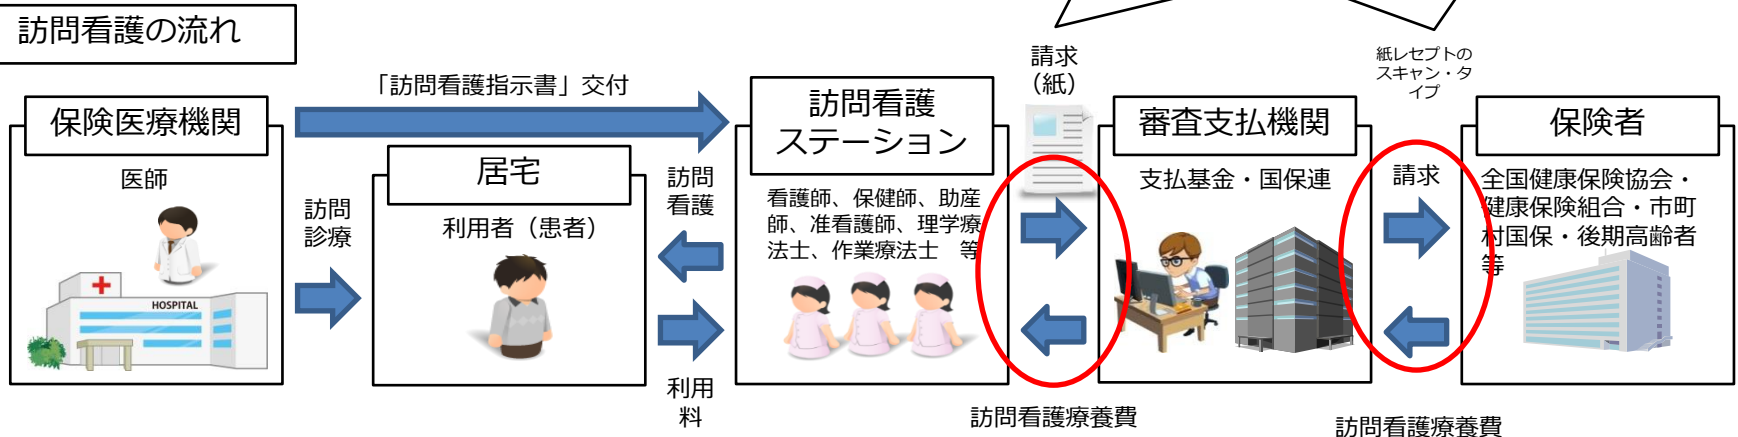 訪問看護の流れ
「訪問看護指示書」交付
保険医療機関
医師
HOSPITAL
訪問
診療
居宅
利用者（患者）
訪問
看護
利用
料
訪問看護
ステーション
看護師、保健師、助産
師、准看護師、理学療
法士、作業療法士　等
請求
（紙）
訪問看護療養費
審査支払機関
支払基金・国保連
紙レセプトの
スキャン・タ
イプ
請求
訪問看護療養費
保険者
全国健康保険協会・
健康保険組合・市町
村国保・後期高齢者
等